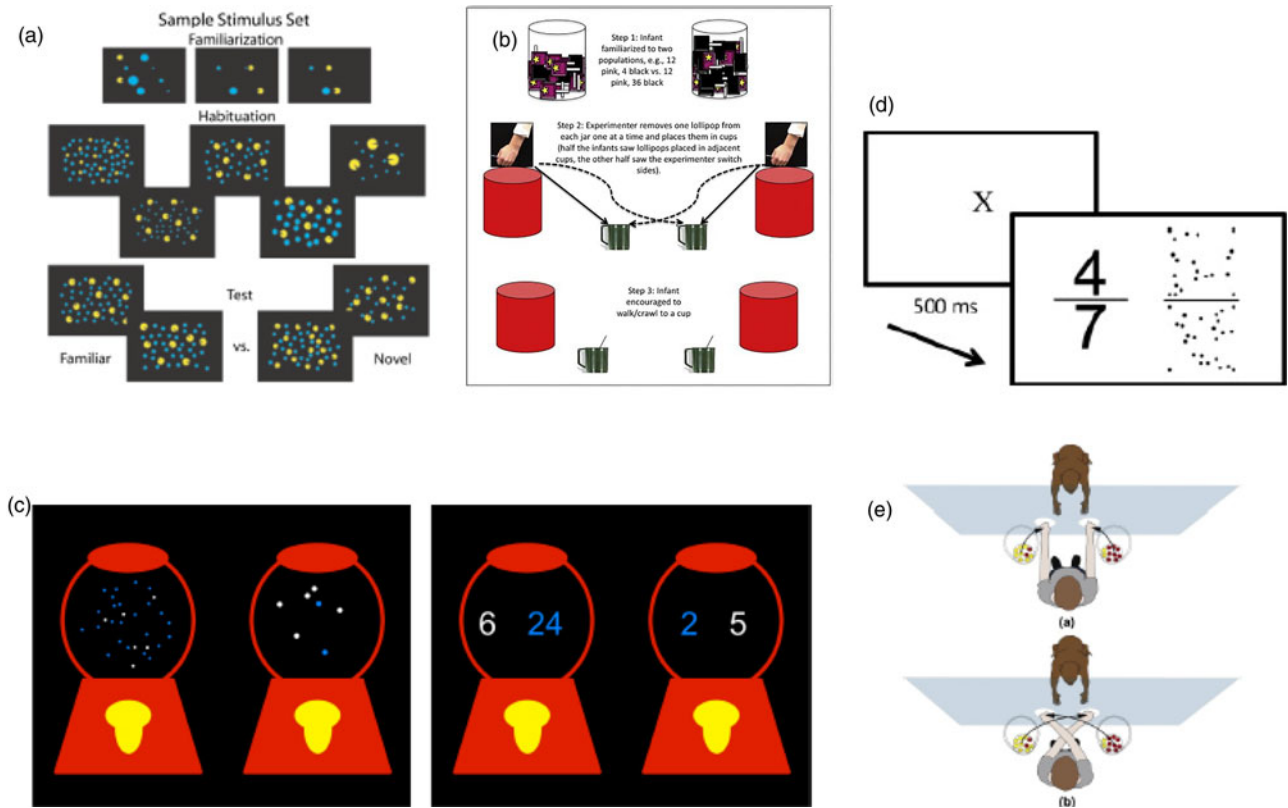 (a)
Sample Stimulus Set
Familiarization
Habituation
Test
Familiar
vs.
Novel
(b)
Step 1: Infant
familiarized to two
populations, e.g., 12
pink, 4 black vs. 12
pink, 36 black
Step 2: Experimenter removes one lollipop from
each jar one at a time and places them in cups
(half the infants saw lollipops placed in adjacent
cups, the other half saw the experimenter switch
sides).
Step 3: Infant
encouraged to
walk/crawl to a cup
(d)
X
500 ms
4
7
(c)
6 24
2 5
(e)
(a)
(b)